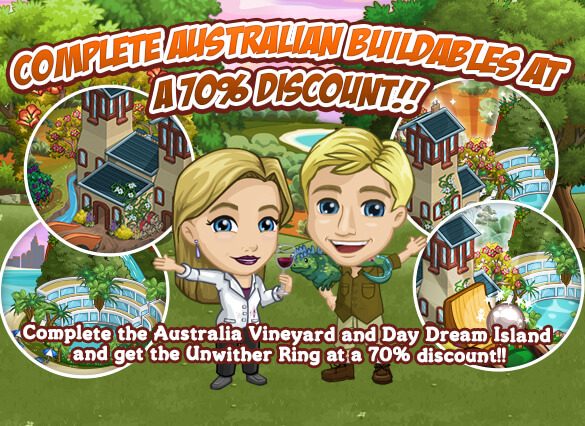 COMPLETE AUSTRALIAN BUILDABLES AT
A 70% DISCOUNT!!
Complete the Australia Vineyard and Day Dream Island
and get the Unwither Ring at a 70% discount!!